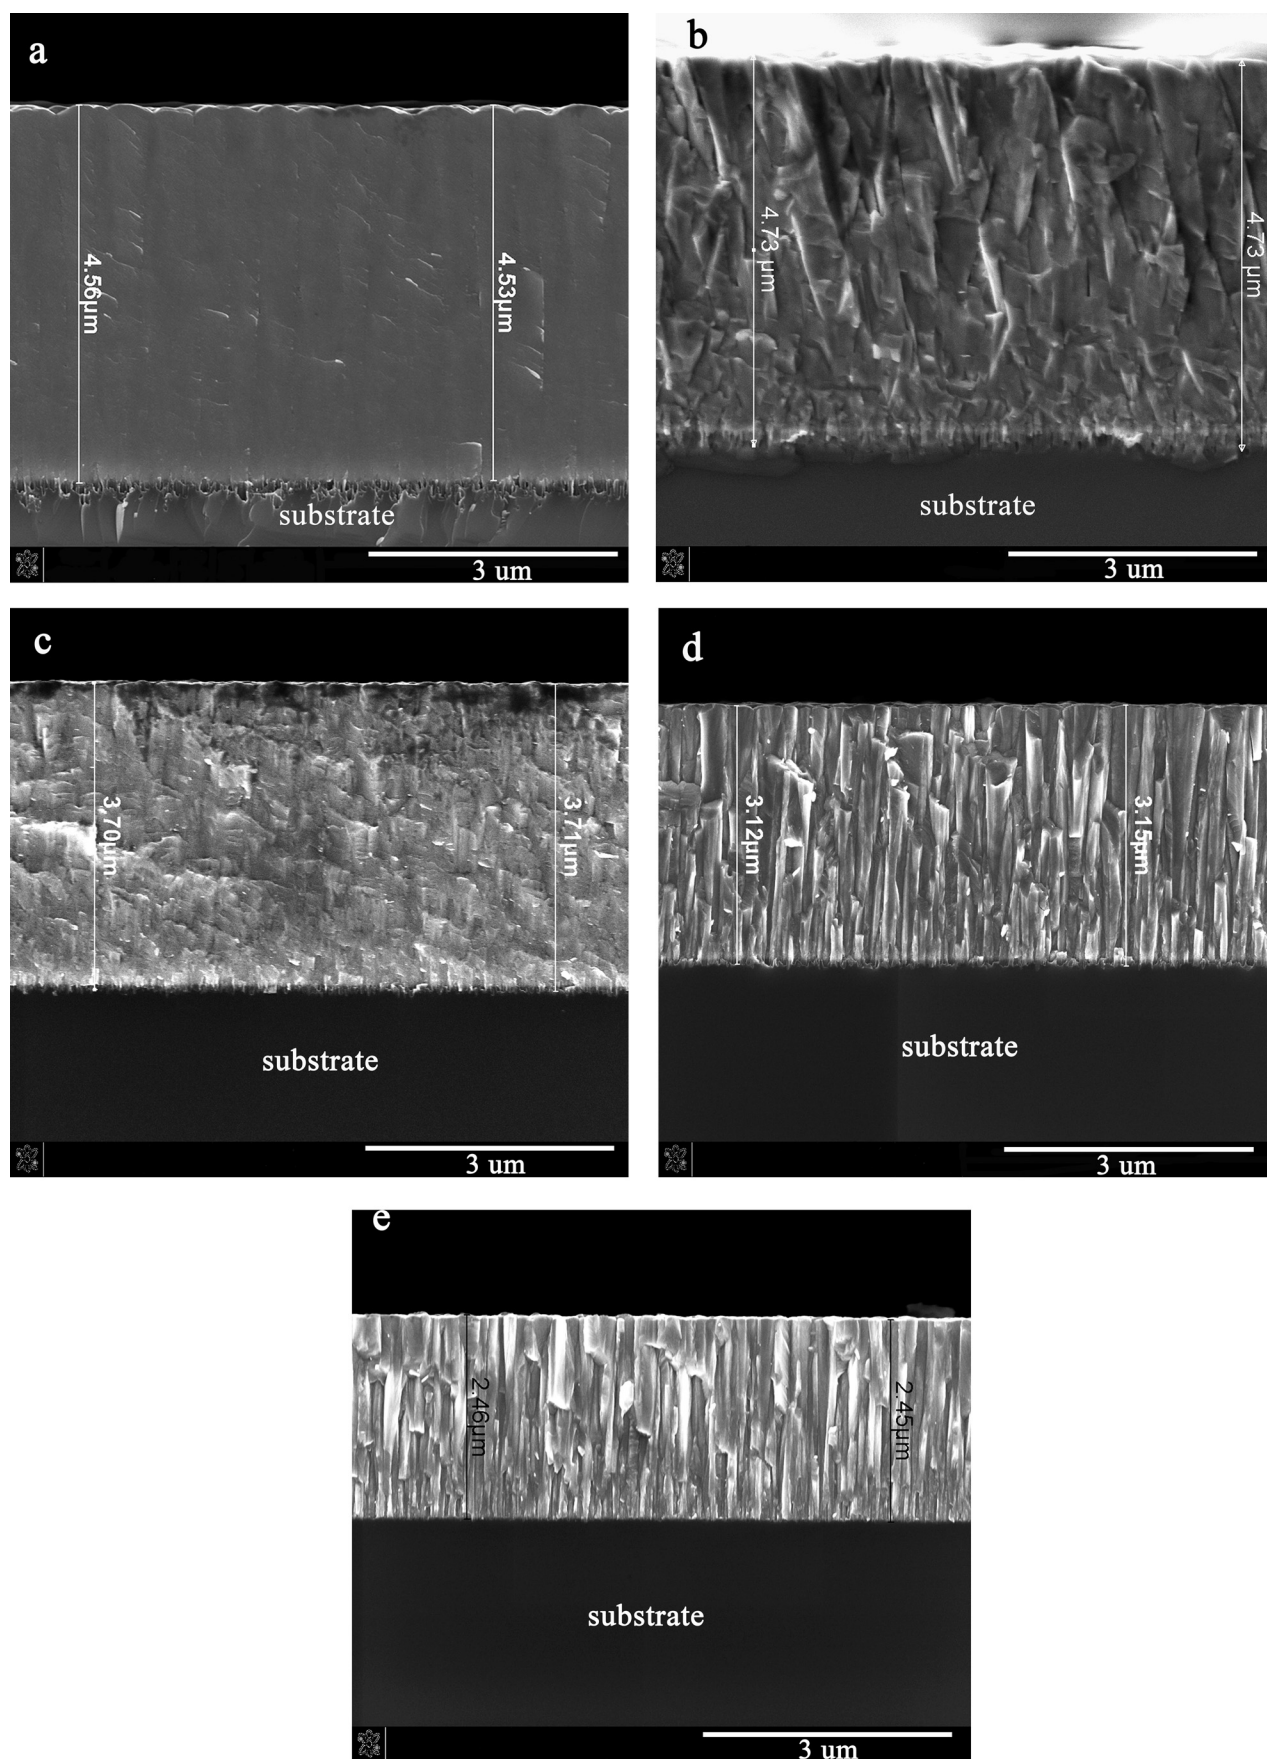 a
4.56μm
4.53μm
substrate
3 um
b
4.73 μm
4.73 μm
substrate
3 um
c
3.70μm
3.71μm
substrate
3 um
d
3.12μm
3.15μm
substrate
3 um
e
2.46μm
2.45μm
substrate
3 um